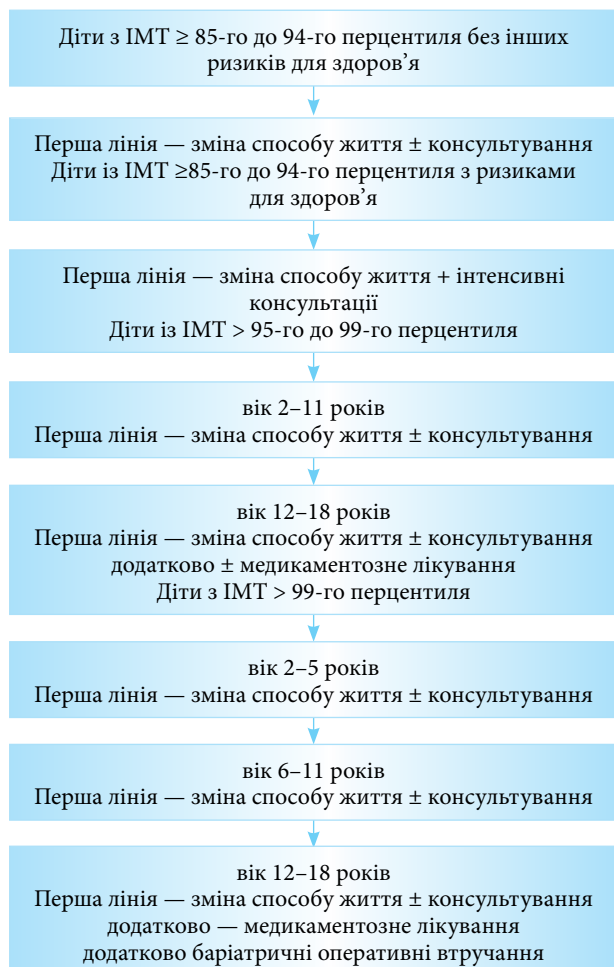 Діти з ІМТ ≥ 85-го до 94-го перцентиля без інших
ризиків для здоров’я
Перша лінія — зміна способу життя ± консультування
Діти із ІМТ ≥85-го до 94-го перцентиля з ризиками
для здоров’я
Перша лінія — зміна способу життя + інтенсивні
консультації
Діти із ІМТ > 95-го до 99-го перцентиля
вік 2–11 років
Перша лінія — зміна способу життя ± консультування
вік 12–18 років
Перша лінія — зміна способу життя ± консультування
додатково ± медикаментозне лікування
Діти з ІМТ > 99-го перцентиля
вік 2–5 років
Перша лінія — зміна способу життя ± консультування
вік 6–11 років
Перша лінія — зміна способу життя ± консультування
вік 12–18 років
Перша лінія — зміна способу життя ± консультування
додатково — медикаментозне лікування
додатково баріатричні оперативні втручання